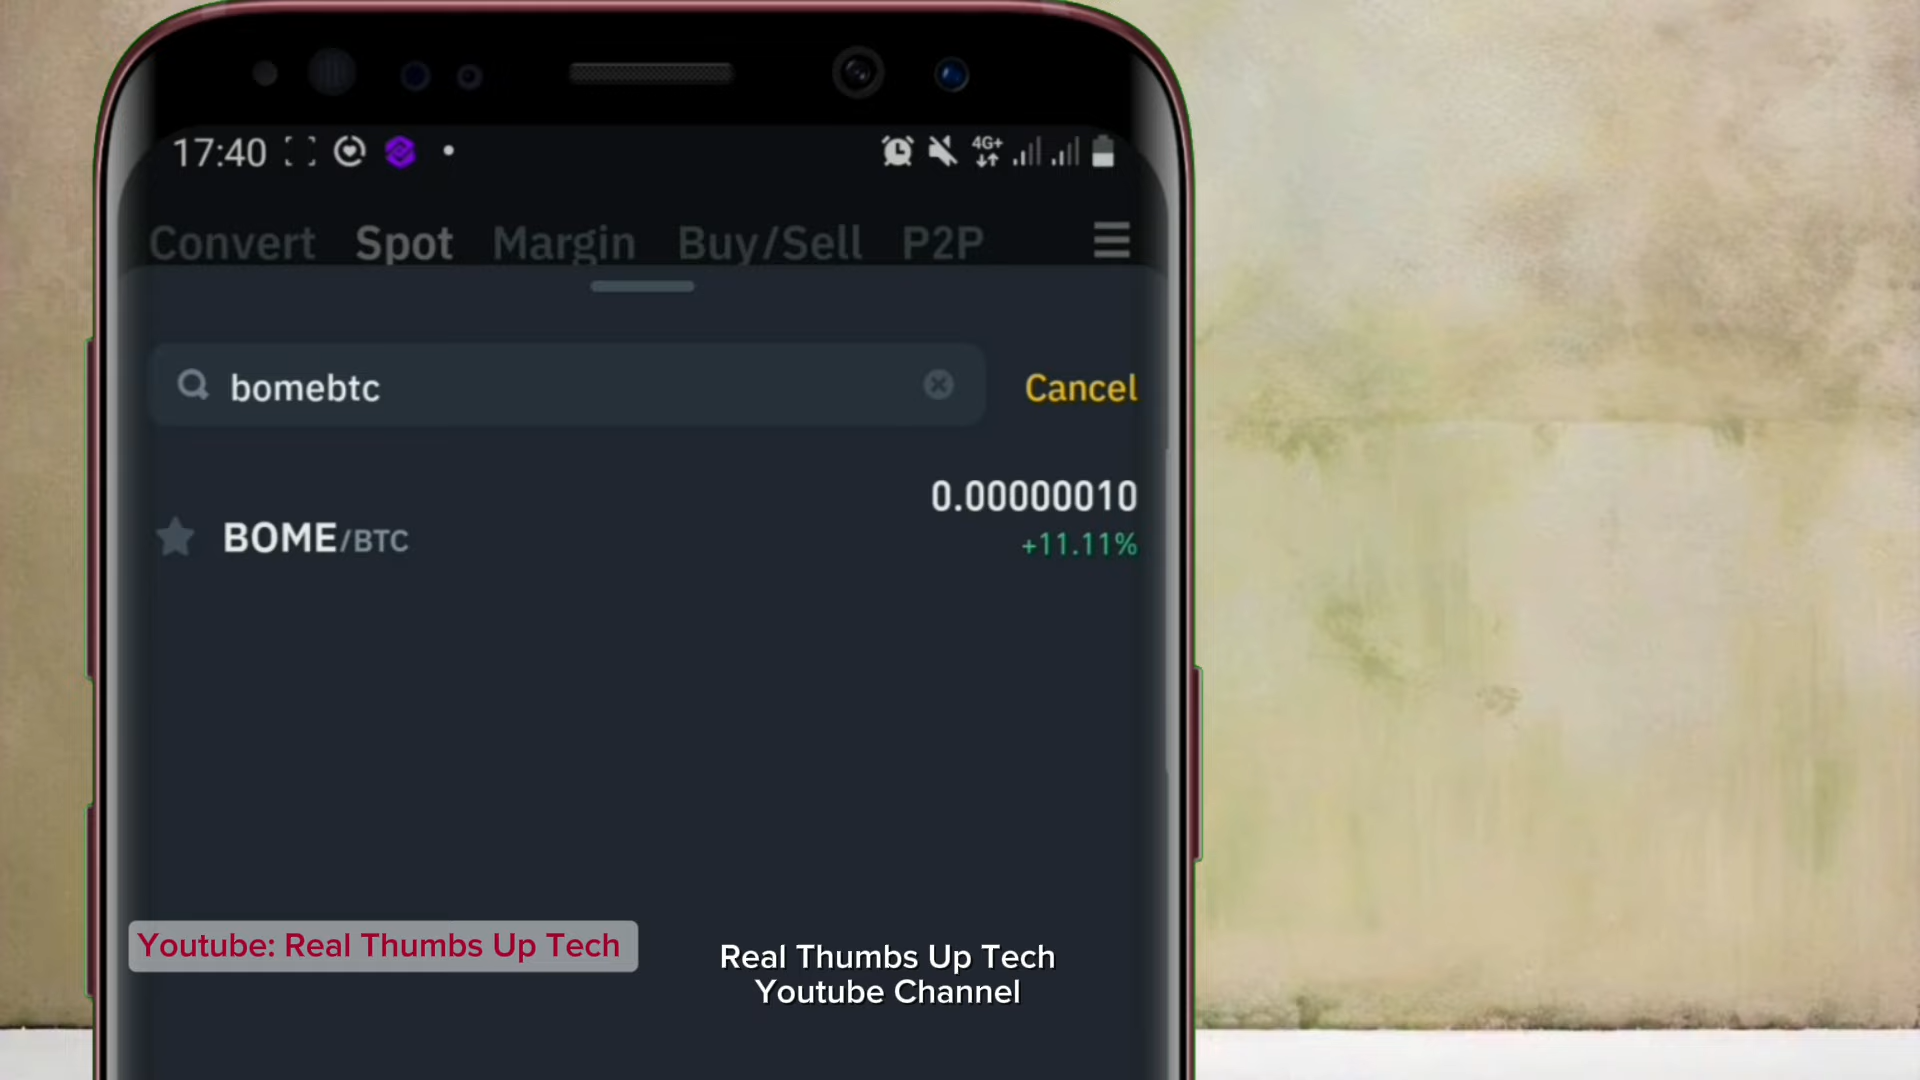 17:40
4G+
Convert Spot Margin Buy/Sell P2P
bomebtc
Cancel
0.00000010
BOME/BTC
+11.11%
Youtube: Real Thumbs Up Tech
Real Thumbs Up Tech
Youtube Channel